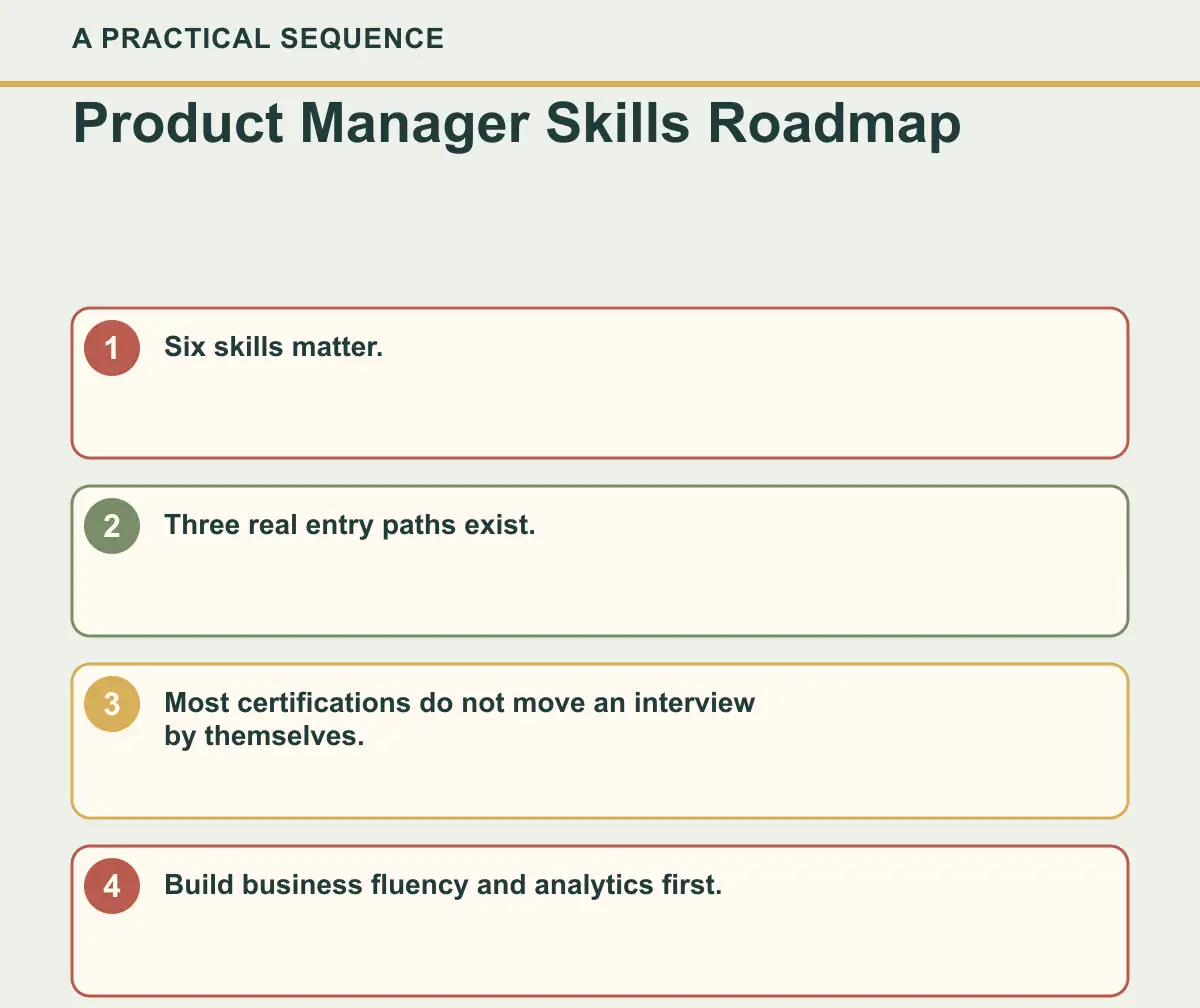 A PRACTICAL SEQUENCE
Product Manager Skills Roadmap
1
Six skills matter.
2
Three real entry paths exist.
3
Most certifications do not move an interview
by themselves.
4
Build business fluency and analytics first.